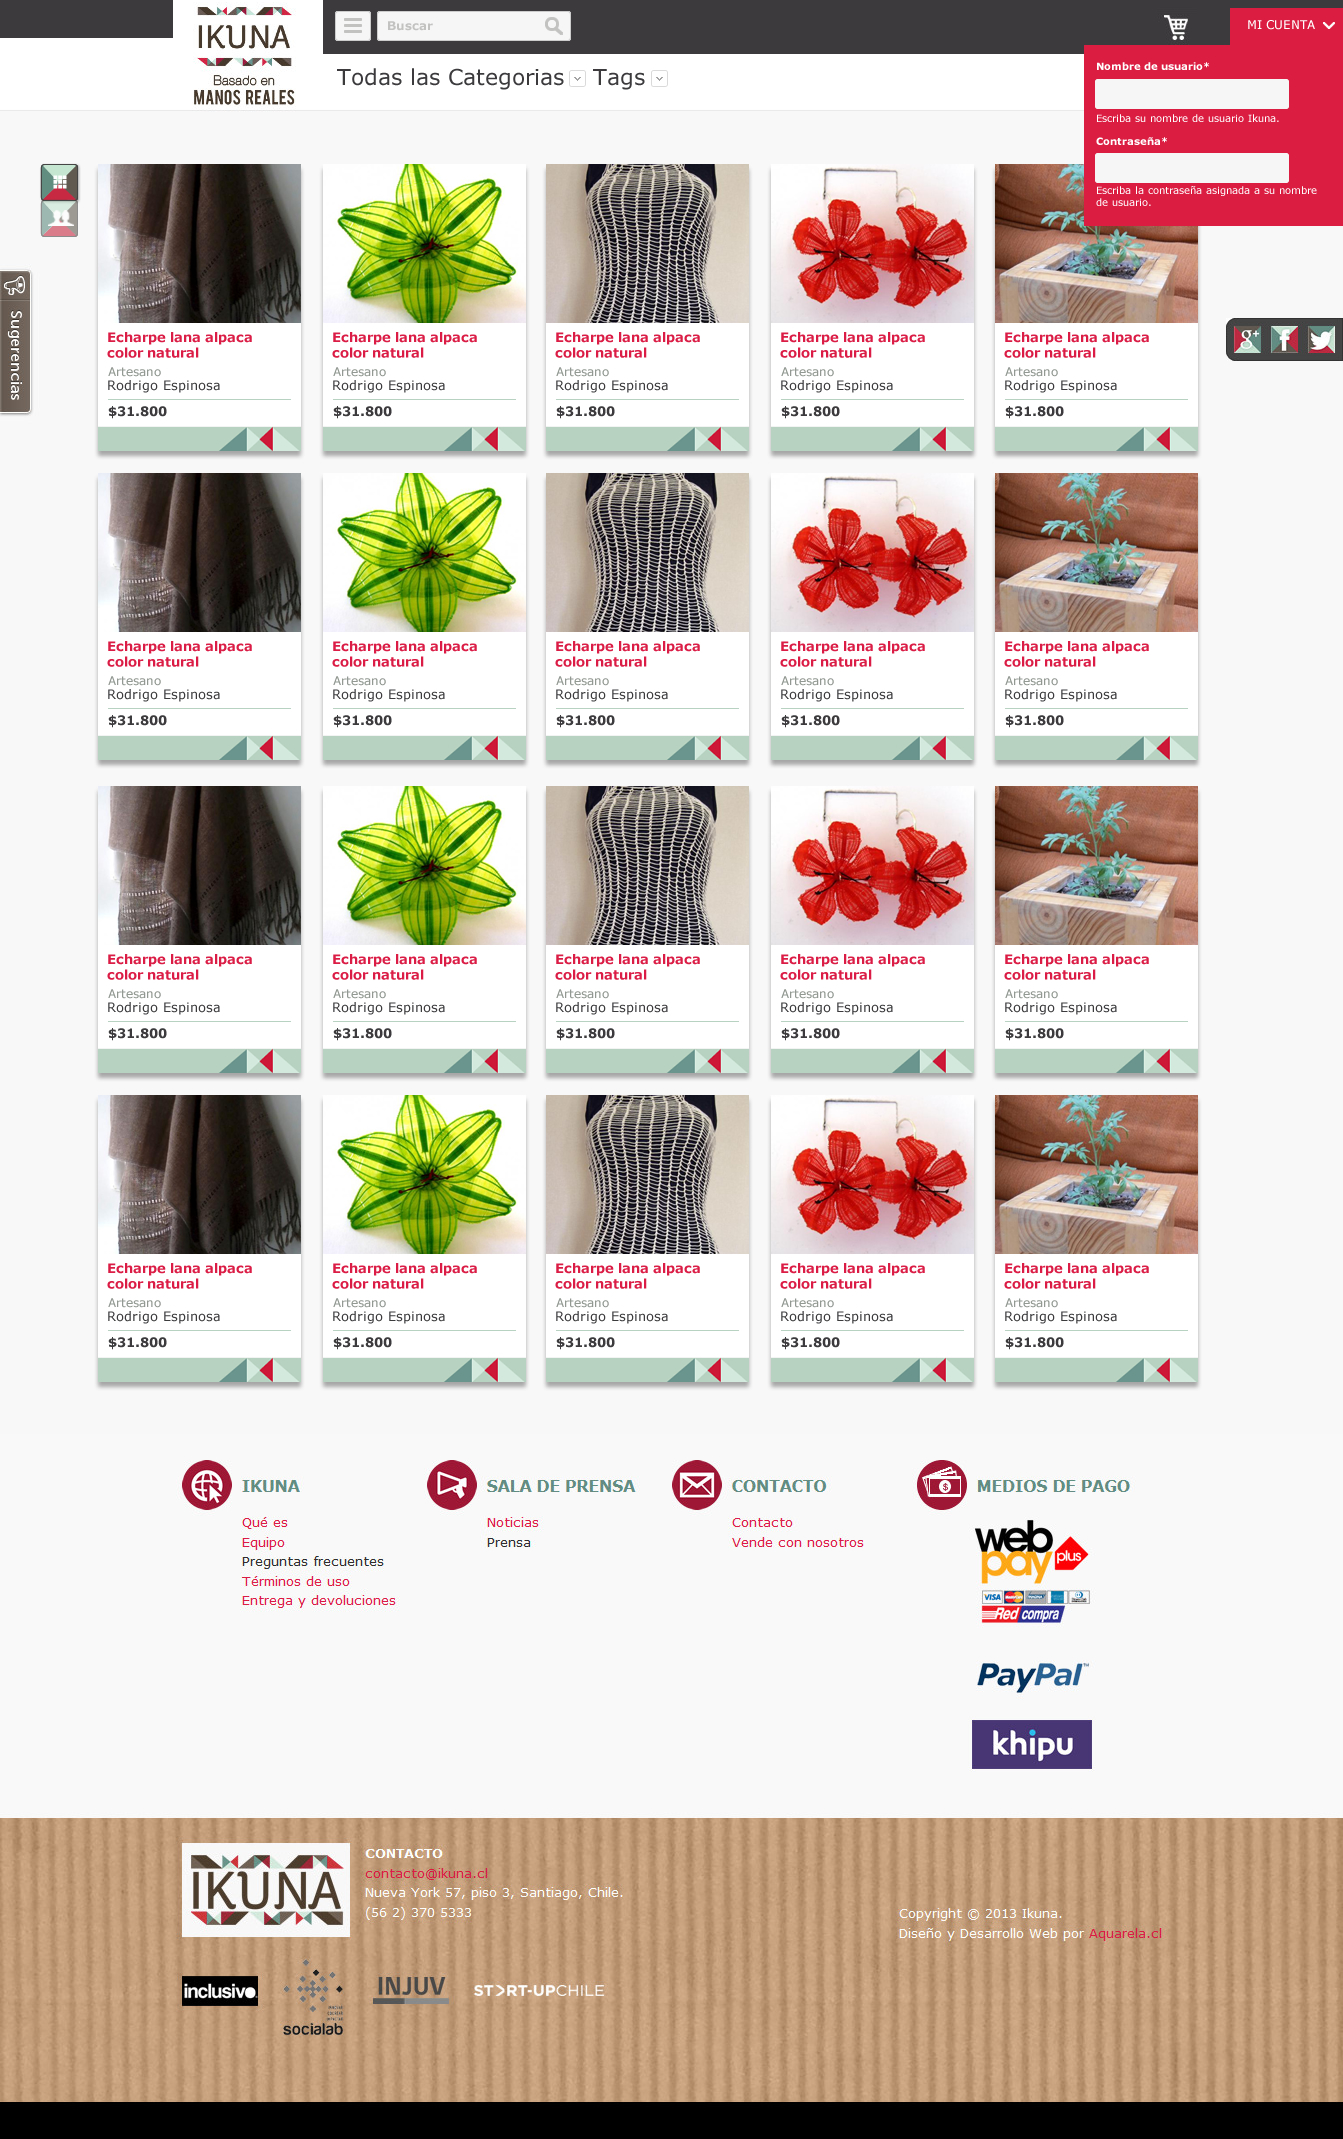 IKUNA
Basado en
MANOS REALES
Buscar
MI CUENTA
Todas las Categorias
Tags
Nombre de usuario*
Escriba su nombre de usuario Ikuna.
Contraseña*
Escriba la contraseña asignada a su nombre
de usuario.
Sugerencias
g+
Echarpe lana alpaca
color natural
Artesano
Rodrigo Espinosa
$31.800
Echarpe lana alpaca
color natural
Artesano
Rodrigo Espinosa
$31.800
Echarpe lana alpaca
color natural
Artesano
Rodrigo Espinosa
$31.800
Echarpe lana alpaca
color natural
Artesano
Rodrigo Espinosa
$31.800
Echarpe lana alpaca
color natural
Artesano
Rodrigo Espinosa
$31.800
Echarpe lana alpaca
color natural
Artesano
Rodrigo Espinosa
$31.800
Echarpe lana alpaca
color natural
Artesano
Rodrigo Espinosa
$31.800
Echarpe lana alpaca
color natural
Artesano
Rodrigo Espinosa
$31.800
Echarpe lana alpaca
color natural
Artesano
Rodrigo Espinosa
$31.800
Echarpe lana alpaca
color natural
Artesano
Rodrigo Espinosa
$31.800
Echarpe lana alpaca
color natural
Artesano
Rodrigo Espinosa
$31.800
Echarpe lana alpaca
color natural
Artesano
Rodrigo Espinosa
$31.800
Echarpe lana alpaca
color natural
Artesano
Rodrigo Espinosa
$31.800
Echarpe lana alpaca
color natural
Artesano
Rodrigo Espinosa
$31.800
Echarpe lana alpaca
color natural
Artesano
Rodrigo Espinosa
$31.800
Echarpe lana alpaca
color natural
Artesano
Rodrigo Espinosa
$31.800
Echarpe lana alpaca
color natural
Artesano
Rodrigo Espinosa
$31.800
Echarpe lana alpaca
color natural
Artesano
Rodrigo Espinosa
$31.800
Echarpe lana alpaca
color natural
Artesano
Rodrigo Espinosa
$31.800
Echarpe lana alpaca
color natural
Artesano
Rodrigo Espinosa
$31.800
IKUNA
Qué es
Equipo
Preguntas frecuentes
Términos de uso
Entrega y devoluciones
SALA DE PRENSA
Noticias
Prensa
CONTACTO
Contacto
Vende con nosotros
MEDIOS DE PAGO
web
pay plus
VISA
Red compra
PayPal™
khipu
IKUNA
CONTACTO
contacto@ikuna.cl
Nueva York 57, piso 3, Santiago, Chile.
(56 2) 370 5333
Copyright © 2013 Ikuna.
Diseño y Desarrollo Web por Aquarela.cl
inclusivo
socialab
INJUV
START-UPCHILE